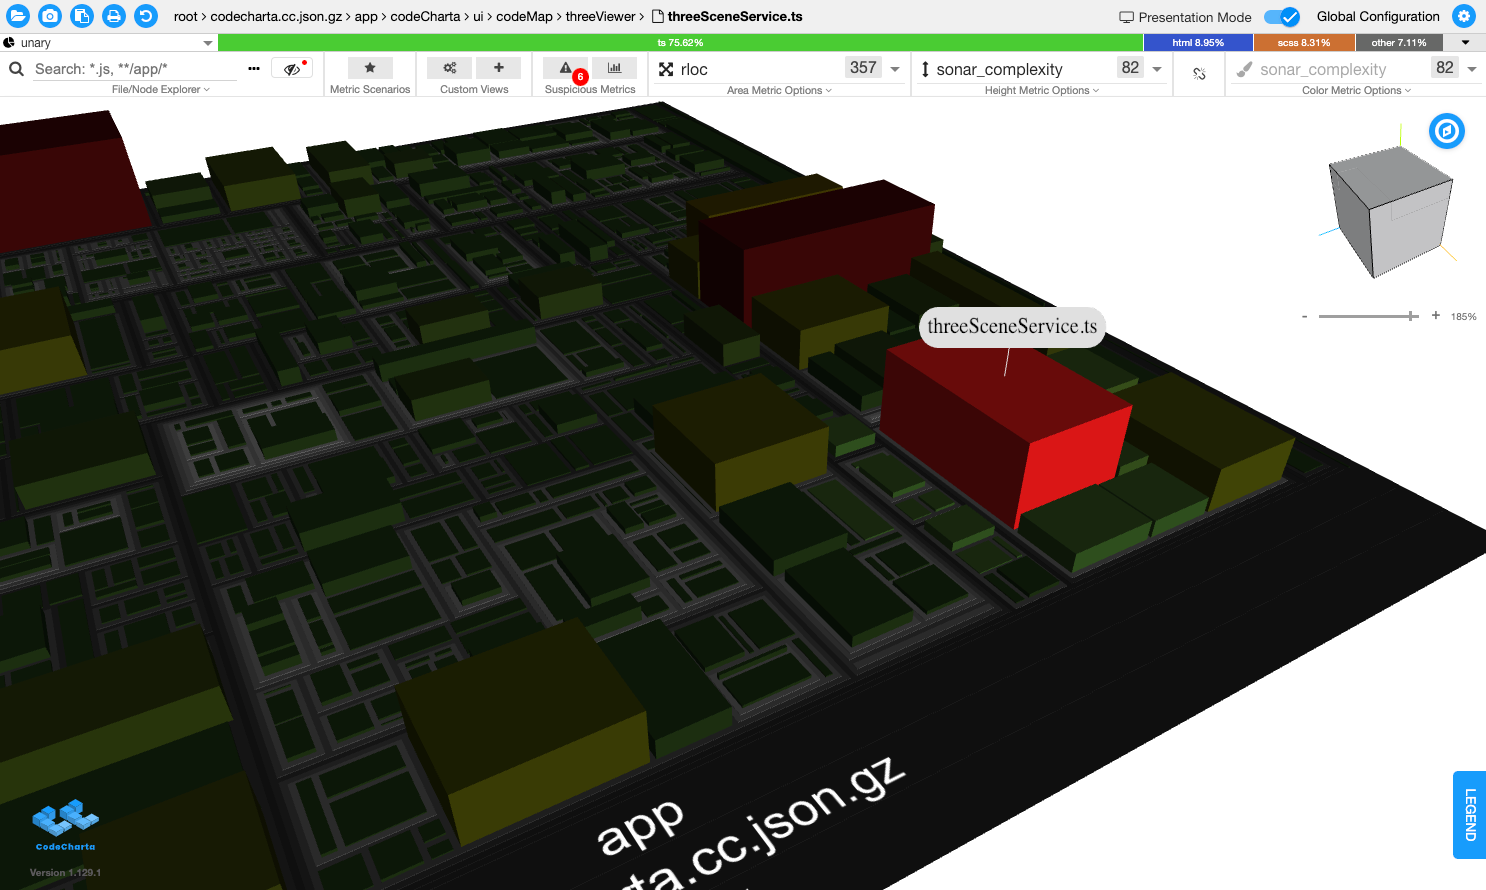 root > codecharta.cc.json.gz > app > codeCharta > ui > codeMap > threeViewer > threeSceneService.ts
Presentation Mode
Global Configuration
unary
ts 75.62%
html 8.95%
scss 8.31%
other 7.11%
Search: *.js, **/app/*
File/Node Explorer
Metric Scenarios
Custom Views
6
Suspicious Metrics
rloc
357
Area Metric Options
sonar_complexity
82
Height Metric Options
sonar_complexity
82
Color Metric Options
threeSceneService.ts
- + 185%
app
ta.cc.json.gz
LEGEND
CodeCharta
Version 1.129.1